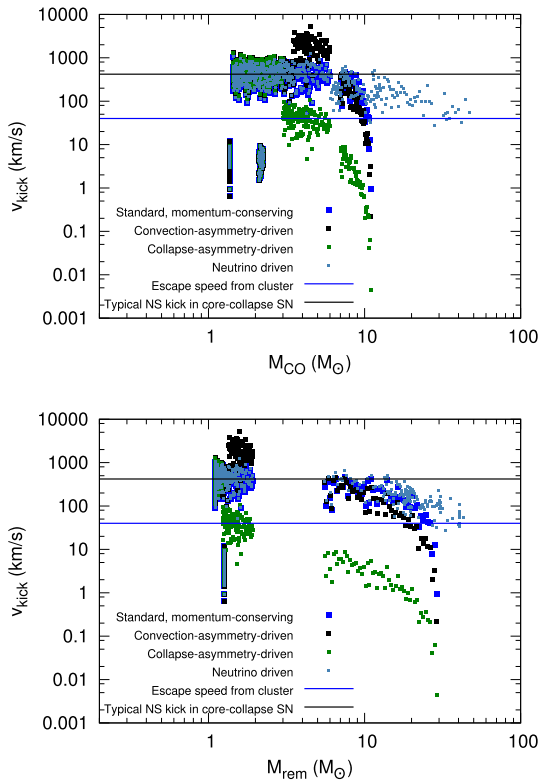 10000
1000
100
10
1
0.1
0.01
0.001
v_kick (km/s)
Standard, momentum-conserving
Convection-asymmetry-driven
Collapse-asymmetry-driven
Neutrino driven
Escape speed from cluster
Typical NS kick in core-collapse SN
1 10 100
M_CO (M_⊙)
10000
1000
100
10
1
0.1
0.01
0.001
v_kick (km/s)
Standard, momentum-conserving
Convection-asymmetry-driven
Collapse-asymmetry-driven
Neutrino driven
Escape speed from cluster
Typical NS kick in core-collapse SN
1 10 100
M_rem (M_⊙)